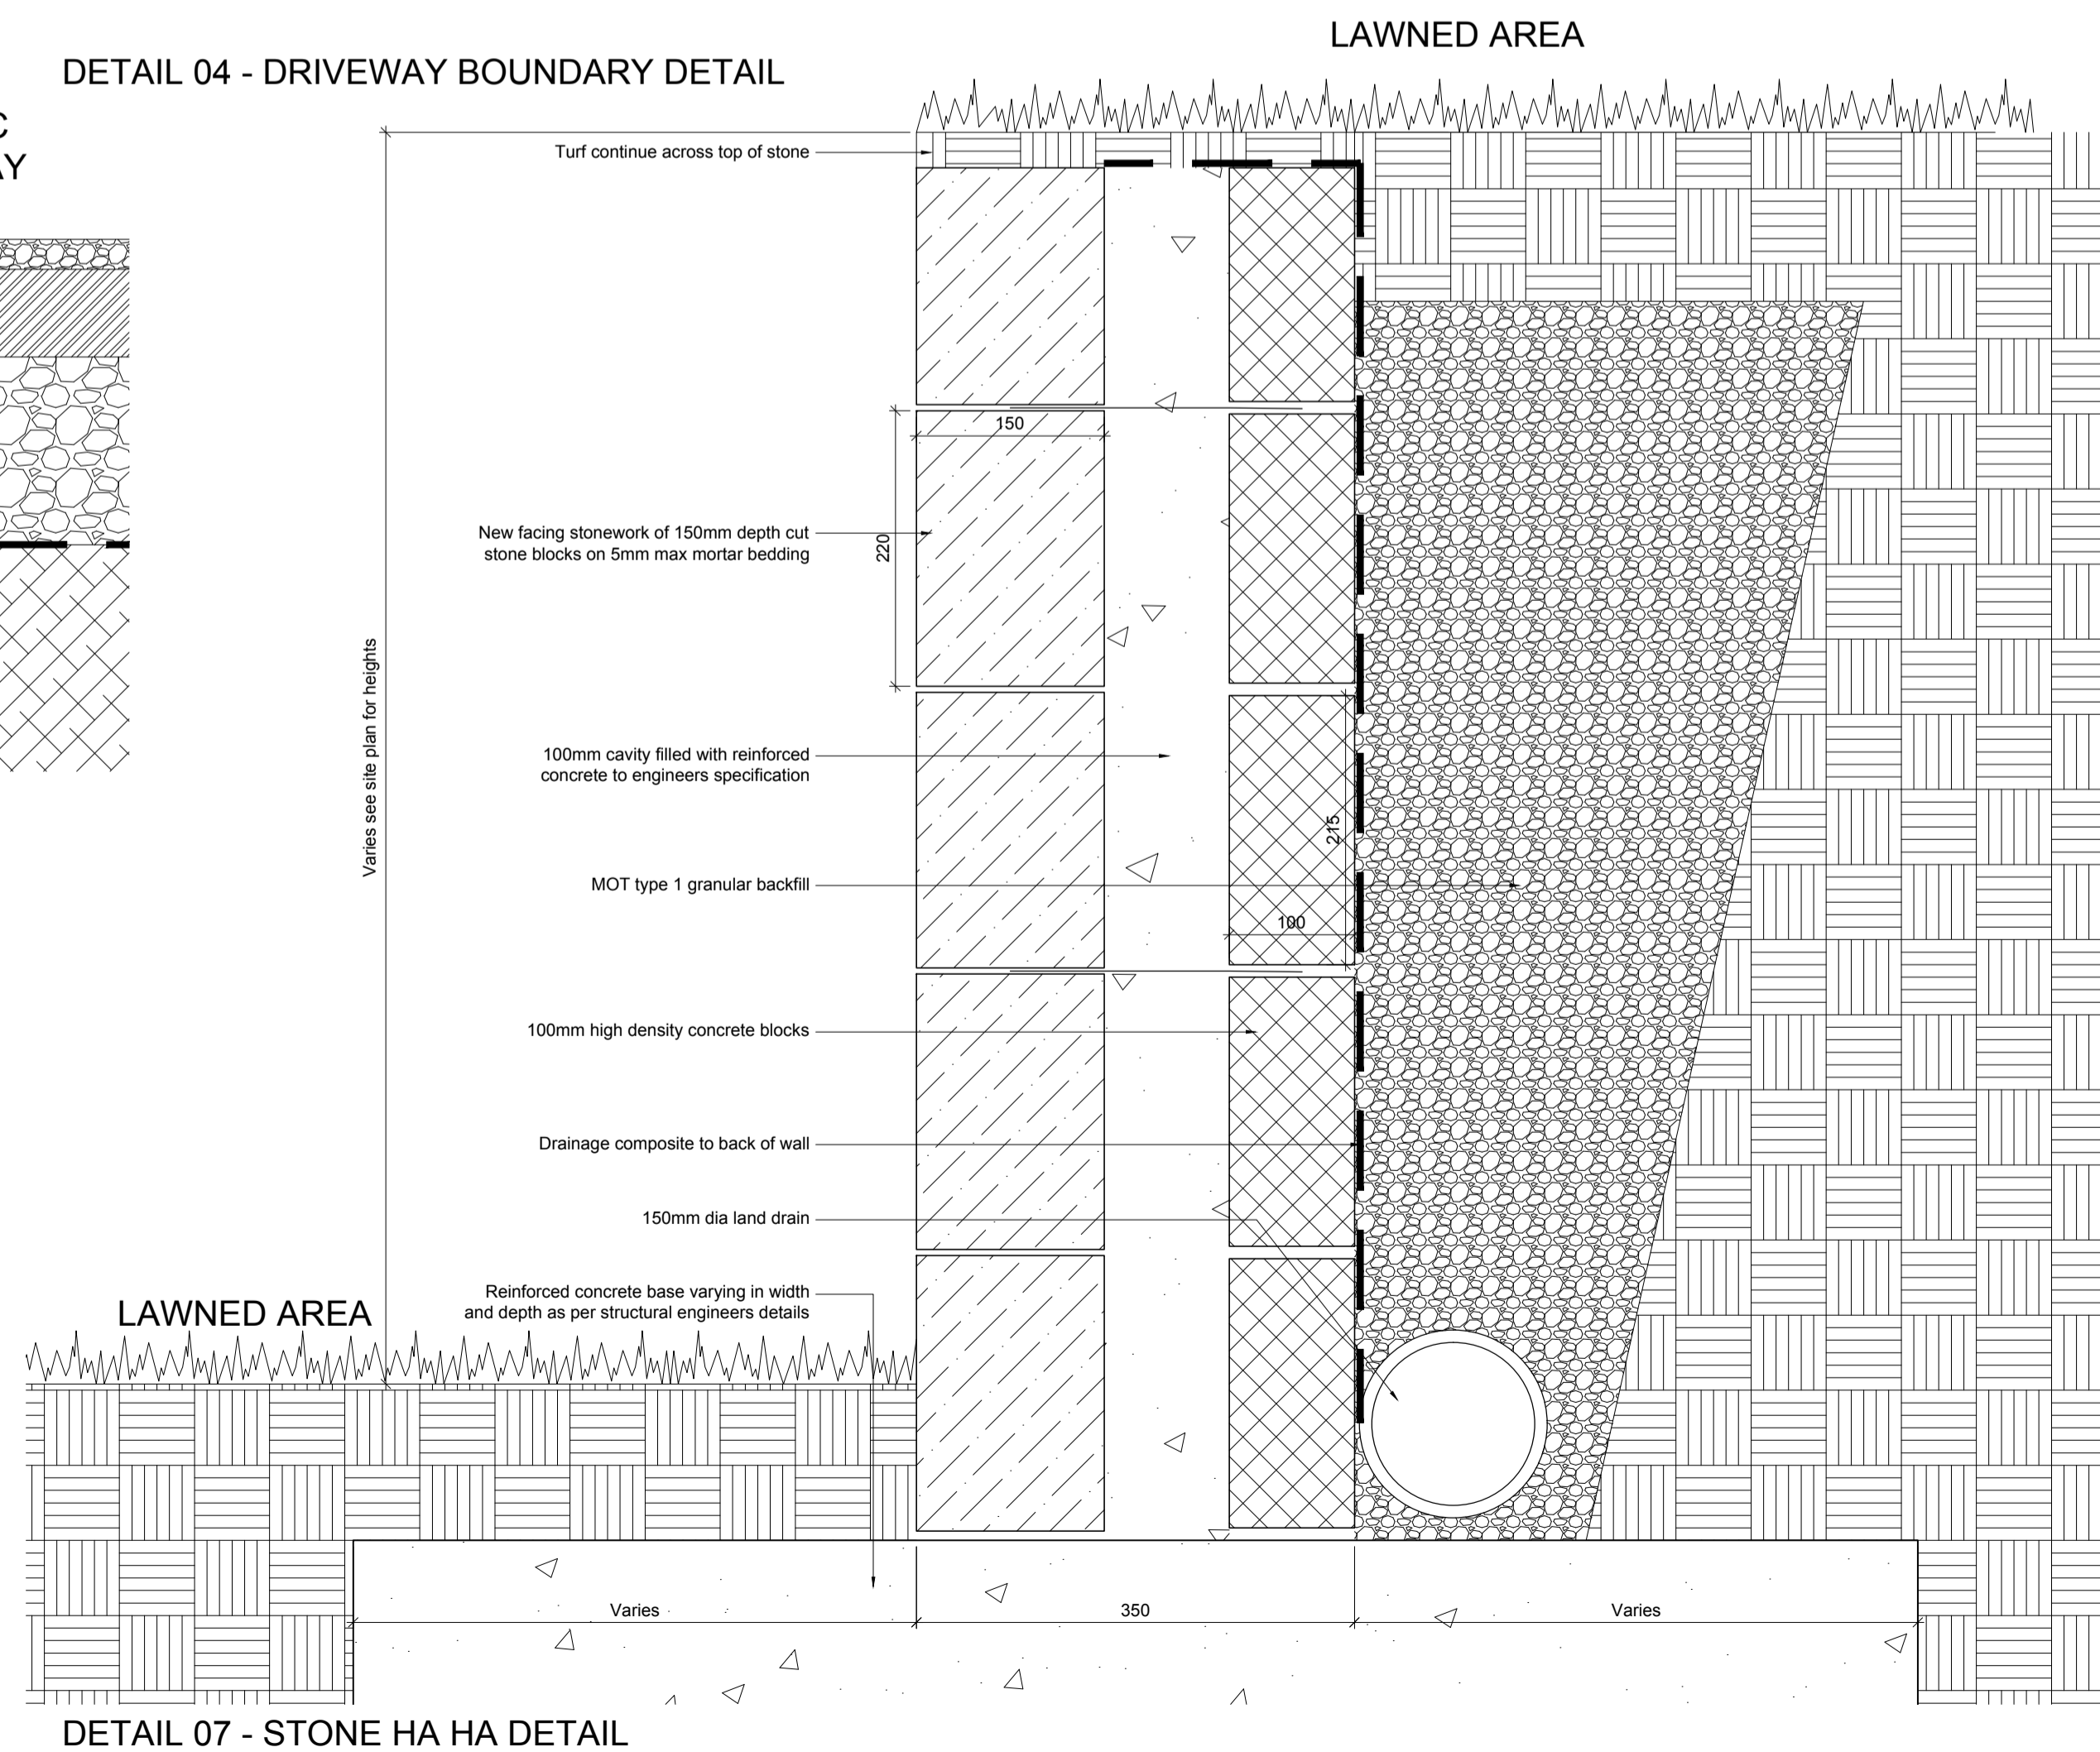 LAWNED AREA
DETAIL 04 - DRIVEWAY BOUNDARY DETAIL
C
AY
Turf continue across top of stone
150
New facing stonework of 150mm depth cut
stone blocks on 5mm max mortar bedding
220
Varies see site plan for heights
100mm cavity filled with reinforced
concrete to engineers specification
215
MOT type 1 granular backfill
100
100mm high density concrete blocks
Drainage composite to back of wall
150mm dia land drain
Reinforced concrete base varying in width
and depth as per structural engineers details
LAWNED AREA
Varies
350
Varies
DETAIL 07 - STONE HA HA DETAIL